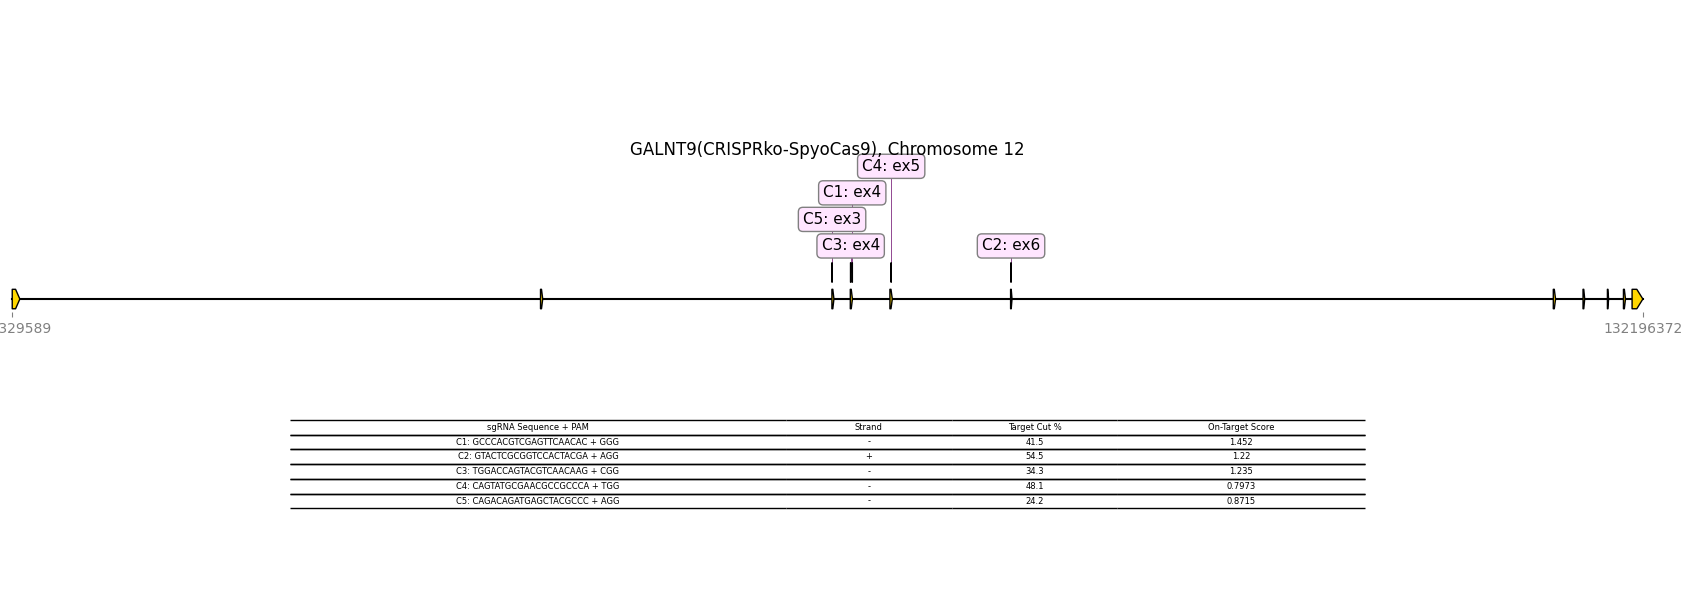 GALNT9(CRISPRko-SpyoCas9), Chromosome 12
C4: ex5
C1: ex4
C5: ex3
C3: ex4 C2: ex6
329589 132196372
sgRNA Sequence + PAM Strand Target Cut % On-Target Score
C1: GCCCACGTCGAGTTCAACAC + GGG - 41.5 1.452
C2: GTACTCGCGGTCCACTACGA + AGG + 54.5 1.22
C3: TGGACCAGTACGTCAACAAG + CGG - 34.3 1.235
C4: CAGTATGCGAACGCCGCCCA + TGG - 48.1 0.7973
C5: CAGACAGATGAGCTACGCCC + AGG - 24.2 0.8715